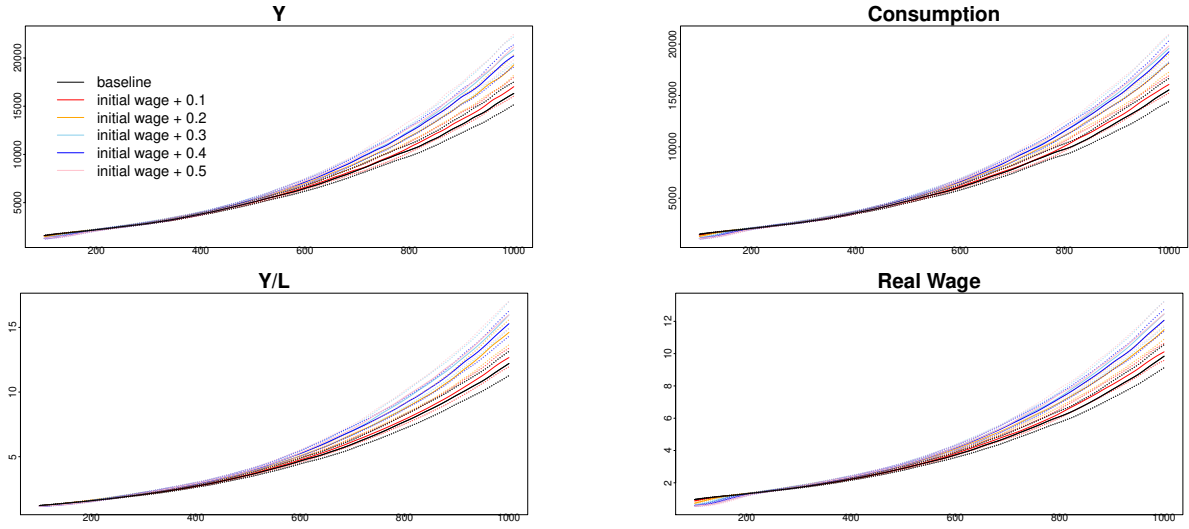 Y
5000 10000 15000 20000
baseline
initial wage + 0.1
initial wage + 0.2
initial wage + 0.3
initial wage + 0.4
initial wage + 0.5
200 400 600 800 1000
Consumption
5000 10000 15000 20000
200 400 600 800 1000
Y/L
5 10 15
200 400 600 800 1000
Real Wage
2 4 6 8 10 12
200 400 600 800 1000